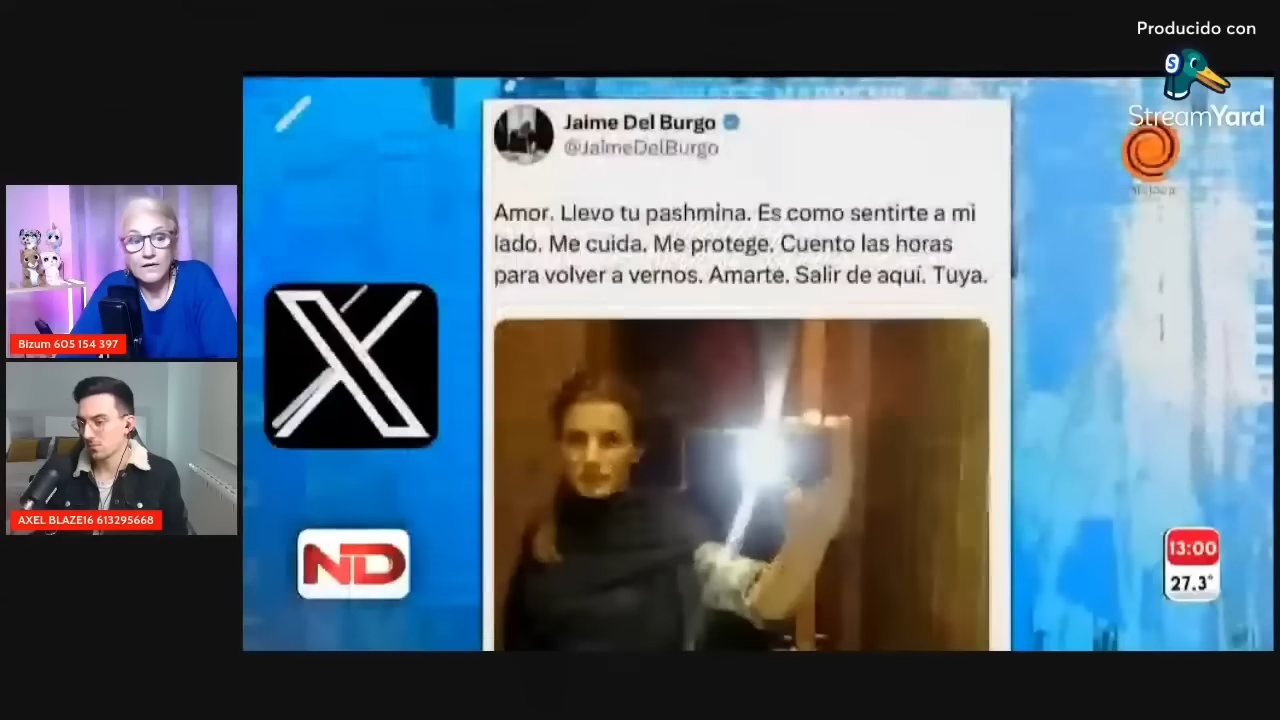 Producido con
StreamYard
Jaime Del Burgo
@JaimeDelBurgo
Amor. Llevo tu pashmina. Es como sentirte a mi
lado. Me cuida. Me protege. Cuento las horas
para volver a vernos. Amarte. Salir de aquí. Tuya.
Bizum 605 154 397
AXEL BLAZE16 613295668
ND
13:00
27.3°